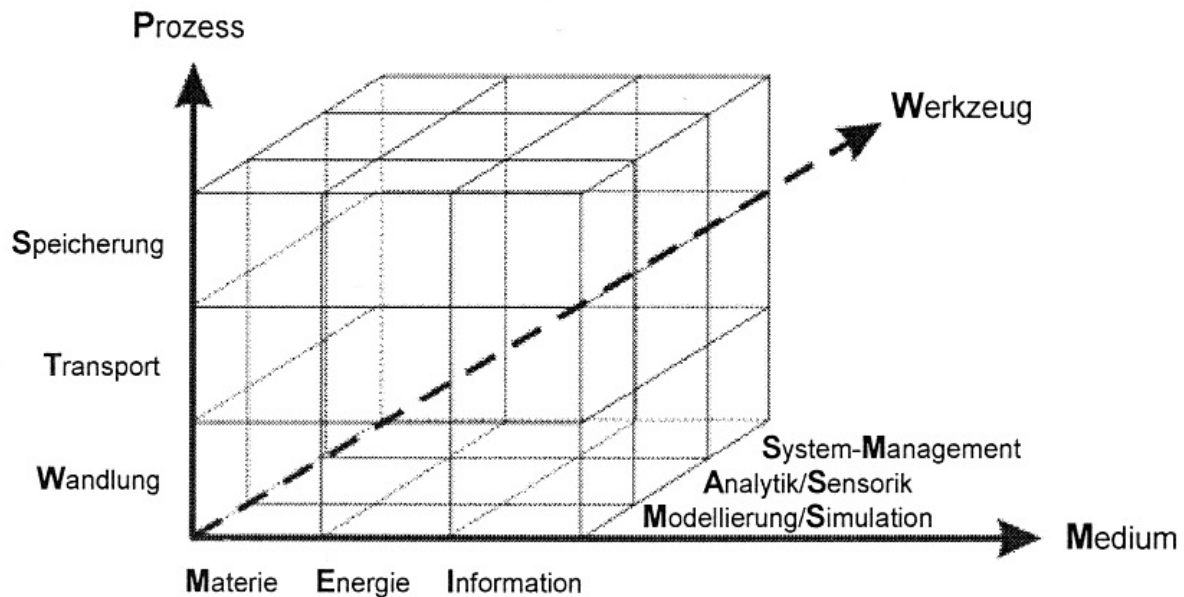 Prozess
Werkzeug
Speicherung
Transport
Wandlung
System-Management
Analytik/Sensorik
Modellierung/Simulation
Medium
Materie Energie Information